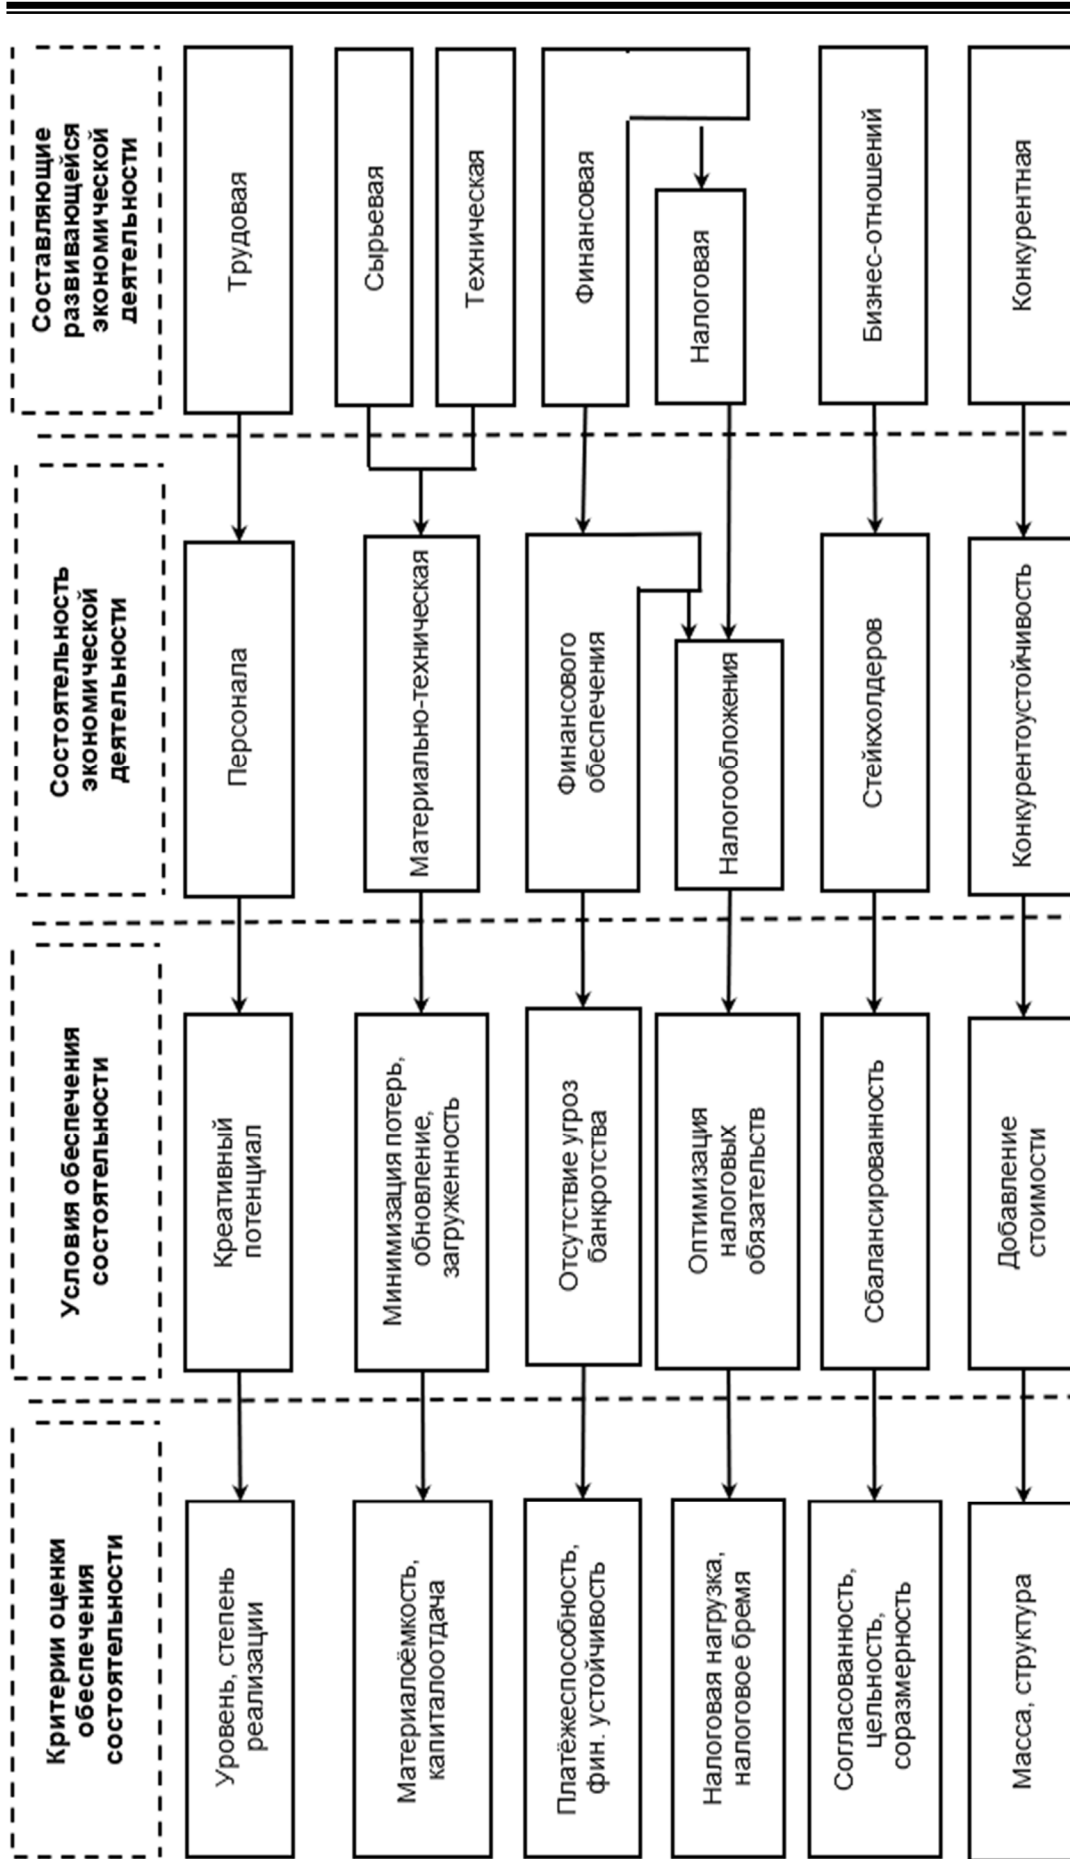 Критерии оценки
обеспечения
состоятельности
Условия обеспечения
состоятельности
Состоятельность
экономической
деятельности
Составляющие
развивающейся
экономической
деятельности
Уровень, степень
реализации
Креативный
потенциал
Персонала
Трудовая
Материалоёмкость,
капиталоотдача
Минимизация потерь,
обновление,
загруженность
Материально-техническая
Сырьевая
Техническая
Платёжеспособность,
фин. устойчивость
Отсутствие угроз
банкротства
Финансового
обеспечения
Финансовая
Налоговая нагрузка,
налоговое бремя
Оптимизация
налоговых
обязательств
Налогообложения
Налоговая
Согласованность,
цельность,
соразмерность
Сбалансированность
Стейкхолдеров
Бизнес-отношений
Масса, структура
Добавление
стоимости
Конкурентоустойчивость
Конкурентная